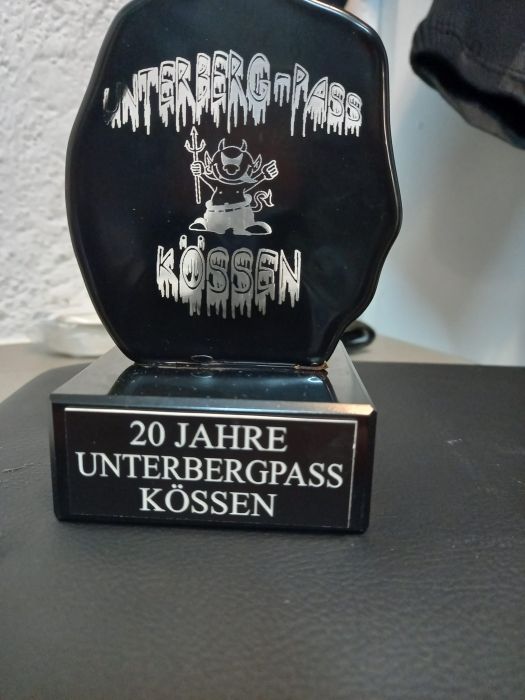 UNTERBERG-PASS
KÖSSEN
20 JAHRE
UNTERBERGPASS
KÖSSEN